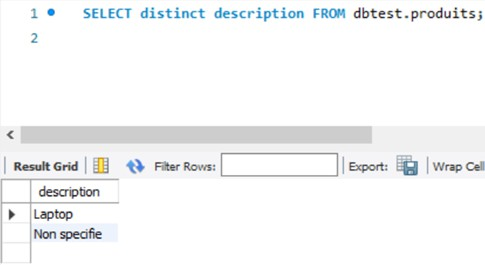 1 SELECT distinct description FROM dbtest.produits;
2
Result Grid Filter Rows: Export: Wrap Cell
description
Laptop
Non specifie